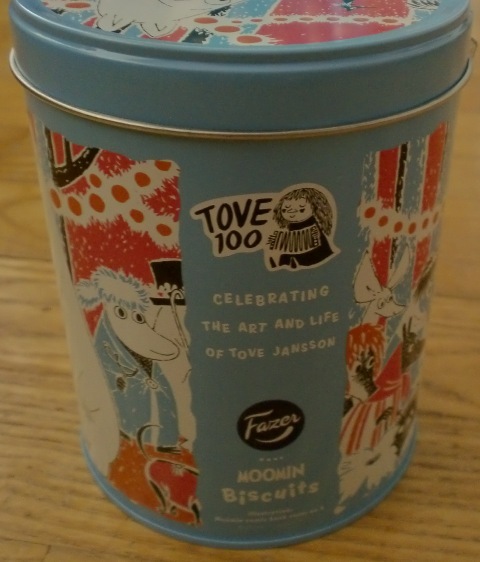 TOVE
100
CELEBRATING
THE ART AND LIFE
OF TOVE JANSSON
Fazer
MOOMIN
Biscuits